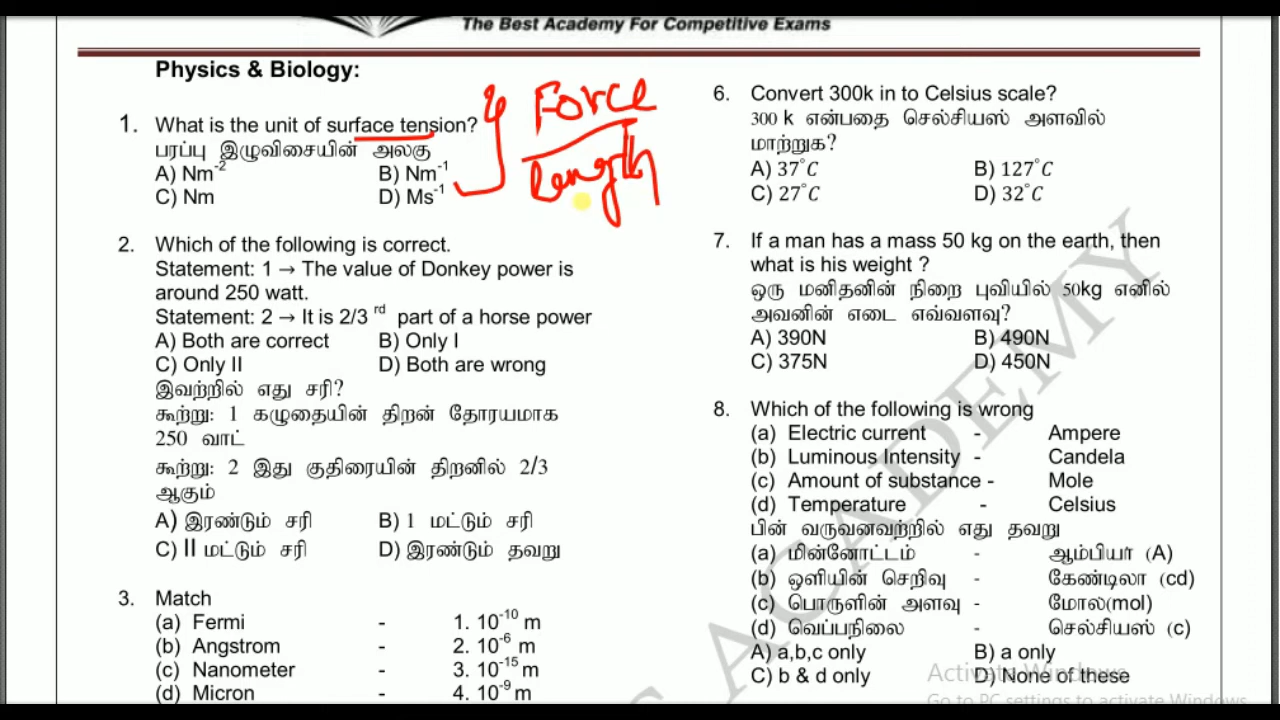 The Best Academy For Competitive Exams
Physics & Biology:
1. What is the unit of surface tension?
பரப்பு இழுவிசையின் அலகு
A) Nm-2 B) Nm-1
C) Nm D) Ms-1
Force
length
2. Which of the following is correct.
Statement: 1 → The value of Donkey power is
around 250 watt.
Statement: 2 → It is 2/3 rd part of a horse power
A) Both are correct B) Only I
C) Only II D) Both are wrong
இவற்றில் எது சரி?
கூற்று: 1 கழுதையின் திறன் தோரயமாக
250 வாட்
கூற்று: 2 இது குதிரையின் திறனில் 2/3
ஆகும்
A) இரண்டும் சரி B) 1 மட்டும் சரி
C) II மட்டும் சரி D) இரண்டும் தவறு
3. Match
(a) Fermi - 1. 10-10 m
(b) Angstrom - 2. 10-6 m
(c) Nanometer - 3. 10-15 m
(d) Micron - 4. 10-9 m
6. Convert 300k in to Celsius scale?
300 k என்பதை செல்சியஸ் அளவில்
மாற்றுக?
A) 37°C B) 127°C
C) 27°C D) 32°C
7. If a man has a mass 50 kg on the earth, then
what is his weight ?
ஒரு மனிதனின் நிறை புவியில் 50kg எனில்
அவனின் எடை எவ்வளவு?
A) 390N B) 490N
C) 375N D) 450N
8. Which of the following is wrong
(a) Electric current - Ampere
(b) Luminous Intensity - Candela
(c) Amount of substance - Mole
(d) Temperature - Celsius
பின் வருவனவற்றில் எது தவறு
(a) மின்னோட்டம் - ஆம்பியர் (A)
(b) ஒளியின் செறிவு - கேண்டிலா (cd)
(c) பொருளின் அளவு - மோல்(mol)
(d) வெப்பநிலை - செல்சியஸ் (c)
A) a,b,c only B) a only
C) b & d only D) None of these
ACADEMY
Activate Windows
Go to PC settings to activate Windows